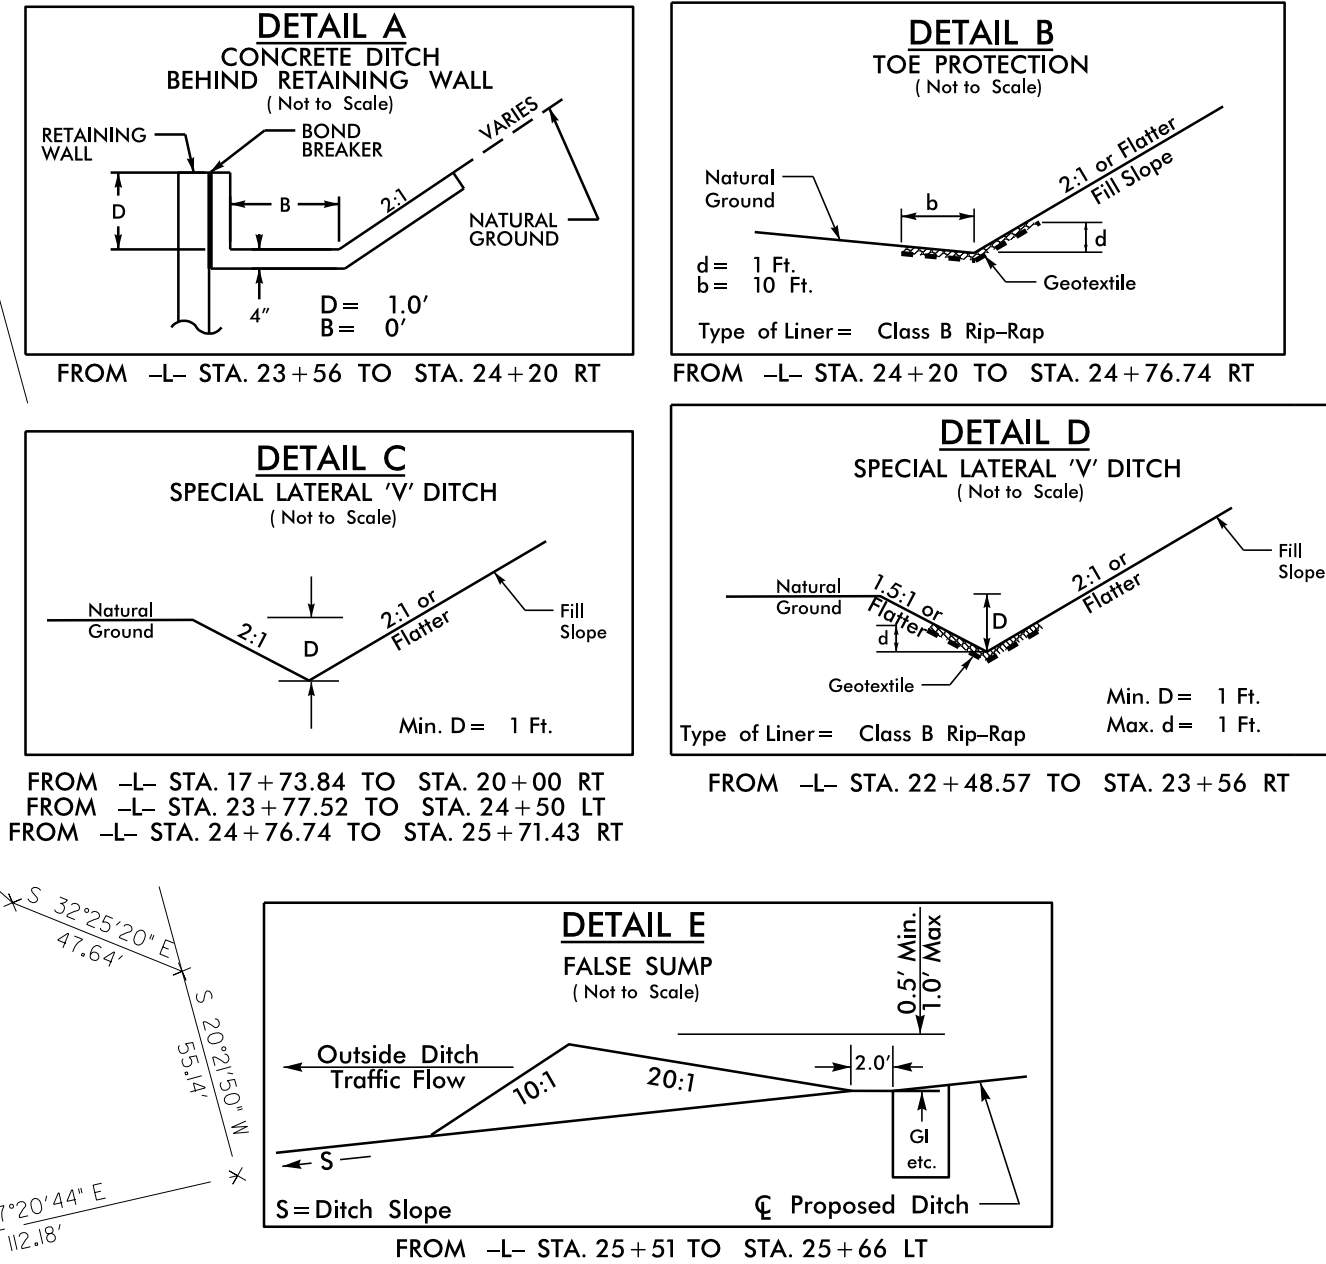 DETAIL A
CONCRETE DITCH
BEHIND RETAINING WALL
( Not to Scale)
RETAINING
WALL
BOND
BREAKER
VARIES
D
B
2:1
NATURAL
GROUND
4"
D = 1.0'
B = 0'
FROM -L- STA. 23+56 TO STA. 24+20 RT
DETAIL B
TOE PROTECTION
( Not to Scale)
Natural
Ground
b
2:1 or Flatter
Fill Slope
d
d = 1 Ft.
b = 10 Ft.
Geotextile
Type of Liner = Class B Rip-Rap
FROM -L- STA. 24+20 TO STA. 24+76.74 RT
DETAIL C
SPECIAL LATERAL 'V' DITCH
( Not to Scale)
Natural
Ground
2:1
D
2:1 or
Flatter
Fill
Slope
Min. D = 1 Ft.
FROM -L- STA. 17+73.84 TO STA. 20+00 RT
FROM -L- STA. 23+77.52 TO STA. 24+50 LT
FROM -L- STA. 24+76.74 TO STA. 25+71.43 RT
DETAIL D
SPECIAL LATERAL 'V' DITCH
( Not to Scale)
Natural
Ground
1.5:1 or
Flatter
d
D
2:1 or
Flatter
Fill
Slope
Geotextile
Min. D = 1 Ft.
Max. d = 1 Ft.
Type of Liner = Class B Rip-Rap
FROM -L- STA. 22+48.57 TO STA. 23+56 RT
S 32°25'20" E
47.64'
S 20°21'50" W
55.14'
7°20'44" E
112.18'
DETAIL E
FALSE SUMP
( Not to Scale)
0.5' Min.
1.0' Max
Outside Ditch
Traffic Flow
10:1
20:1
2.0'
GI
etc.
S
S = Ditch Slope
℄ Proposed Ditch
FROM -L- STA. 25+51 TO STA. 25+66 LT